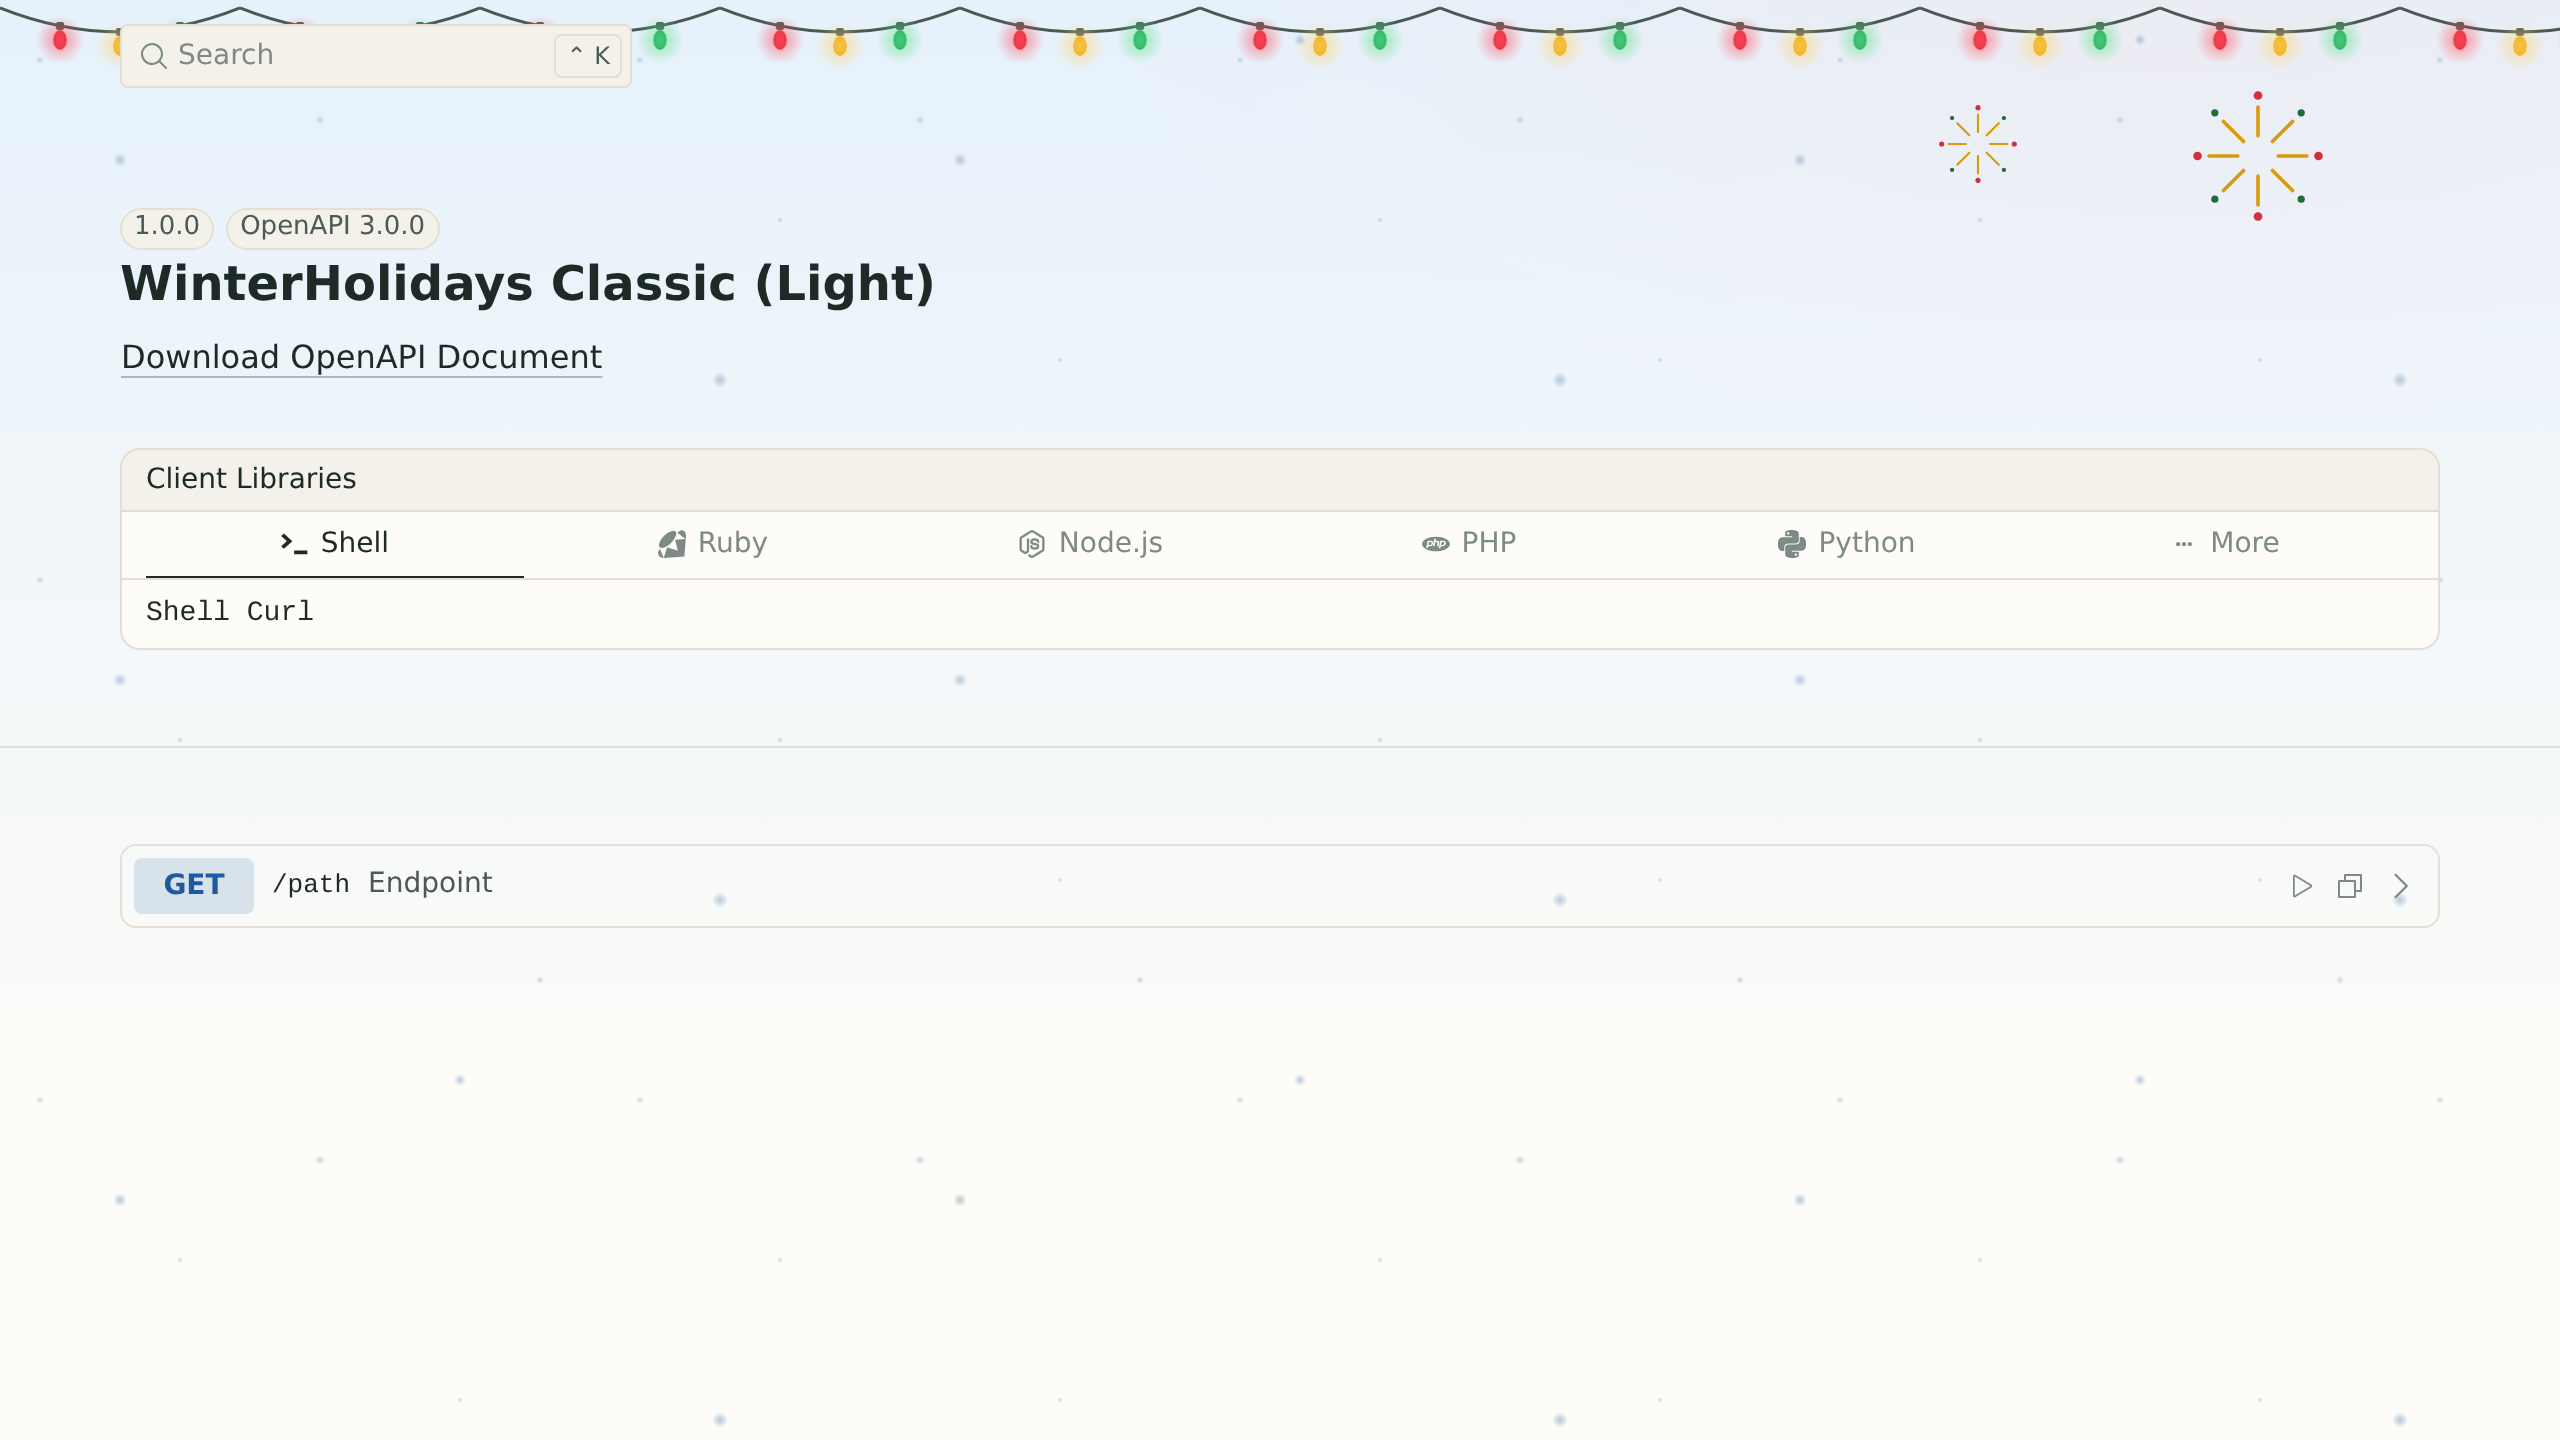 Search ⌃ K
1.0.0 OpenAPI 3.0.0
WinterHolidays Classic (Light)
Download OpenAPI Document
Client Libraries
Shell Ruby Node.js PHP Python More
Shell Curl
GET /path Endpoint